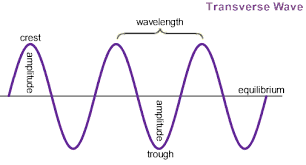 Transverse Wave
wavelength
crest
amplitude
equilibrium
amplitude
trough